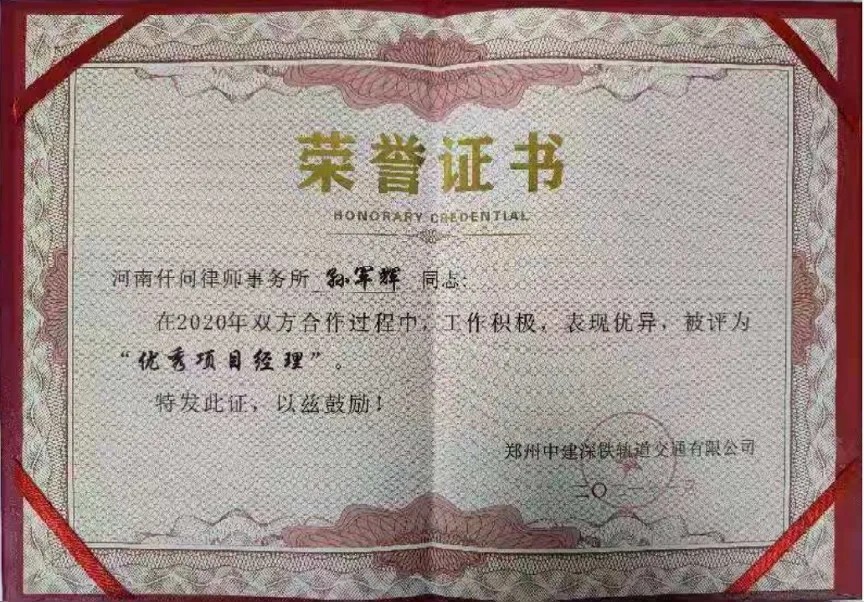 荣誉证书
HONORARY CREDENTIAL
河南仟问律师事务所 孙军辉 同志:
在2020年双方合作过程中，工作积极，表现优异，被评为
“优秀项目经理”。
特发此证，以兹鼓励！
郑州中建深铁轨道交通有限公司
二〇